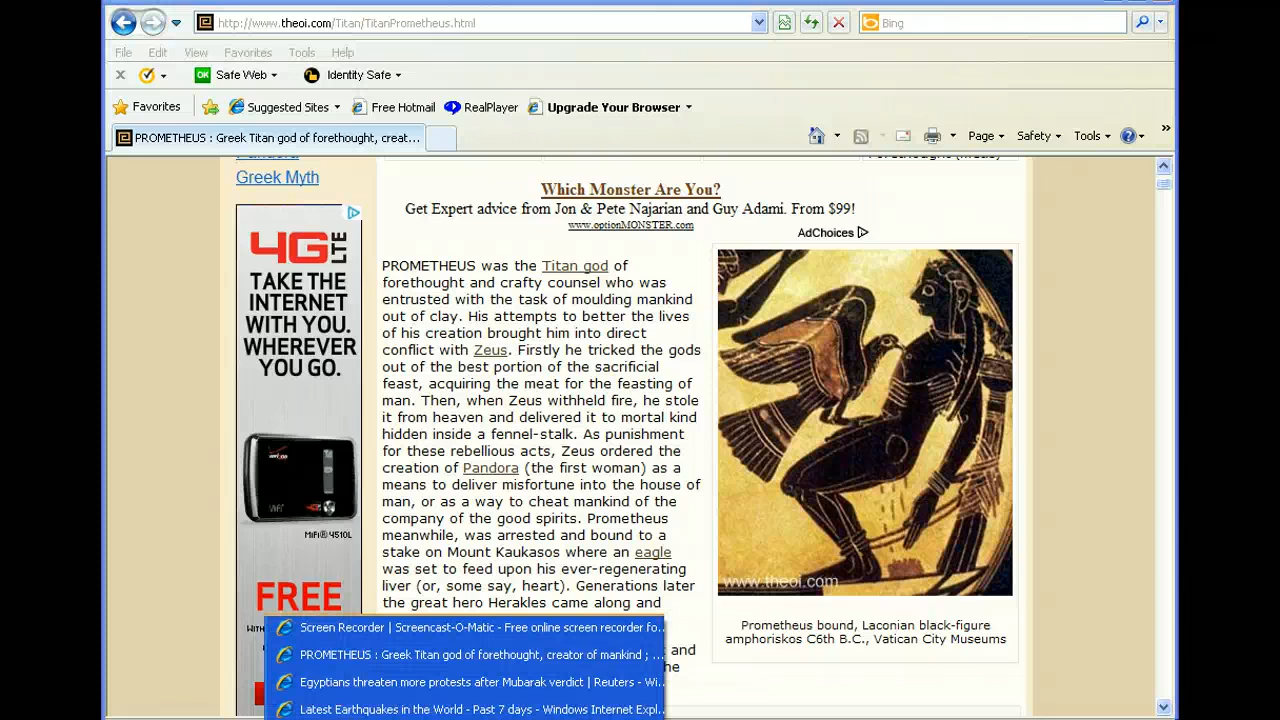 http://www.theoi.com/Titan/TitanPrometheus.html
Bing
File Edit View Favorites Tools Help
x Safe Web Identity Safe
OK
Favorites Suggested Sites Free Hotmail RealPlayer Upgrade Your Browser
PROMETHEUS : Greek Titan god of forethought, creat...
Page Safety Tools
Greek Myth
Which Monster Are You?
Get Expert advice from Jon & Pete Najarian and Guy Adami. From $99!
www.optionMONSTER.com
AdChoices
4G LTE
TAKE THE
INTERNET
WITH YOU.
WHEREVER
YOU GO.
verizon
MiFi® 4510L
FREE
PROMETHEUS was the Titan god of
forethought and crafty counsel who was
entrusted with the task of moulding mankind
out of clay. His attempts to better the lives
of his creation brought him into direct
conflict with Zeus. Firstly he tricked the gods
out of the best portion of the sacrificial
feast, acquiring the meat for the feasting of
man. Then, when Zeus withheld fire, he stole
it from heaven and delivered it to mortal kind
hidden inside a fennel-stalk. As punishment
for these rebellious acts, Zeus ordered the
creation of Pandora (the first woman) as a
means to deliver misfortune into the house of
man, or as a way to cheat mankind of the
company of the good spirits. Prometheus
meanwhile, was arrested and bound to a
stake on Mount Kaukasos where an eagle
was set to feed upon his ever-regenerating
liver (or, some say, heart). Generations later
the great hero Herakles came along and
and
he
www.theoi.com
Prometheus bound, Laconian black-figure
amphoriskos C6th B.C., Vatican City Museums
Screen Recorder | Screencast-O-Matic - Free online screen recorder fo...
PROMETHEUS : Greek Titan god of forethought, creator of mankind ; ...
Egyptians threaten more protests after Mubarak verdict | Reuters - Wi...
Latest Earthquakes in the World - Past 7 days - Windows Internet Expl...